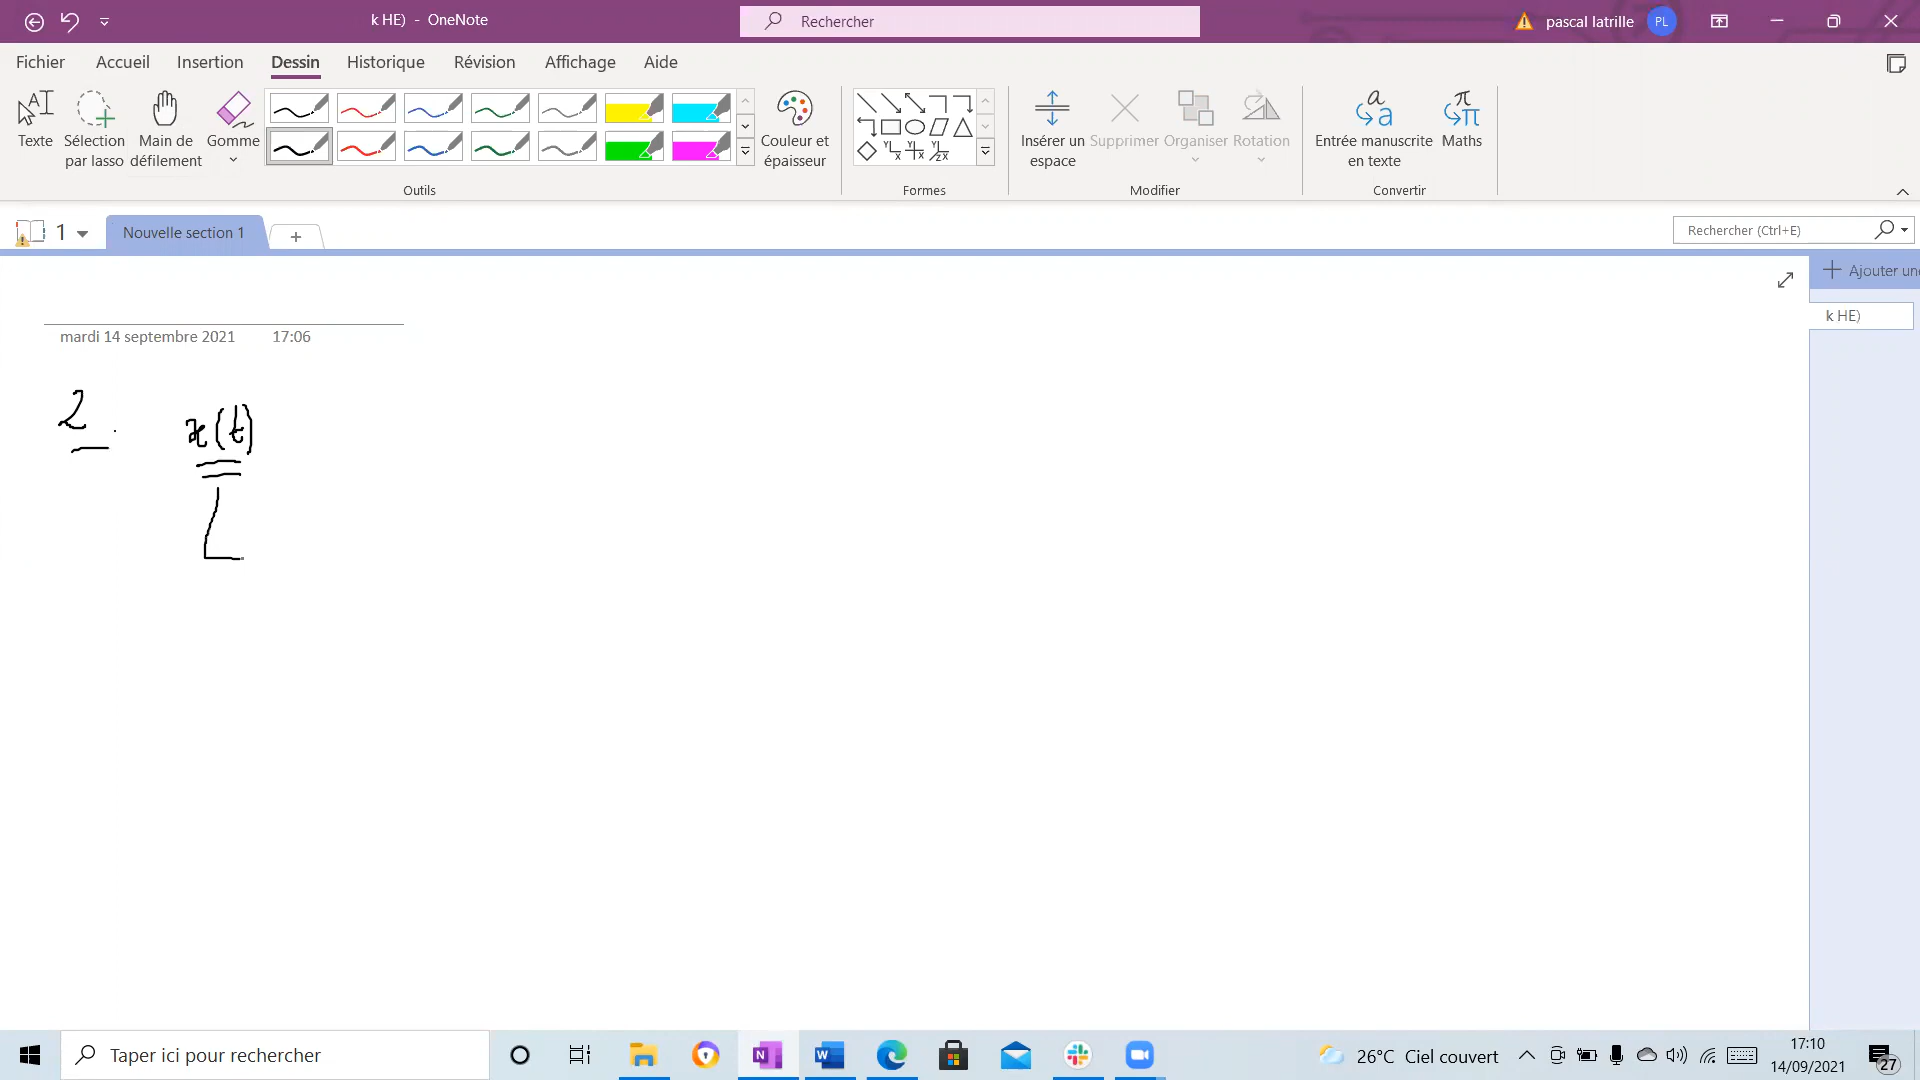 k HE) - OneNote
Rechercher
pascal latrille
PL
Fichier Accueil Insertion Dessin Historique Révision Affichage Aide
Texte
Sélection par lasso
Main de défilement
Gomme
Couleur et épaisseur
Insérer un espace
Supprimer
Organiser
Rotation
Entrée manuscrite en texte
Maths
Outils
Formes
Modifier
Convertir
1
Nouvelle section 1
Rechercher (Ctrl+E)
Ajouter une
k HE)
mardi 14 septembre 2021 17:06
2. x(t)
L
Taper ici pour rechercher
26°C Ciel couvert
17:10
14/09/2021
27